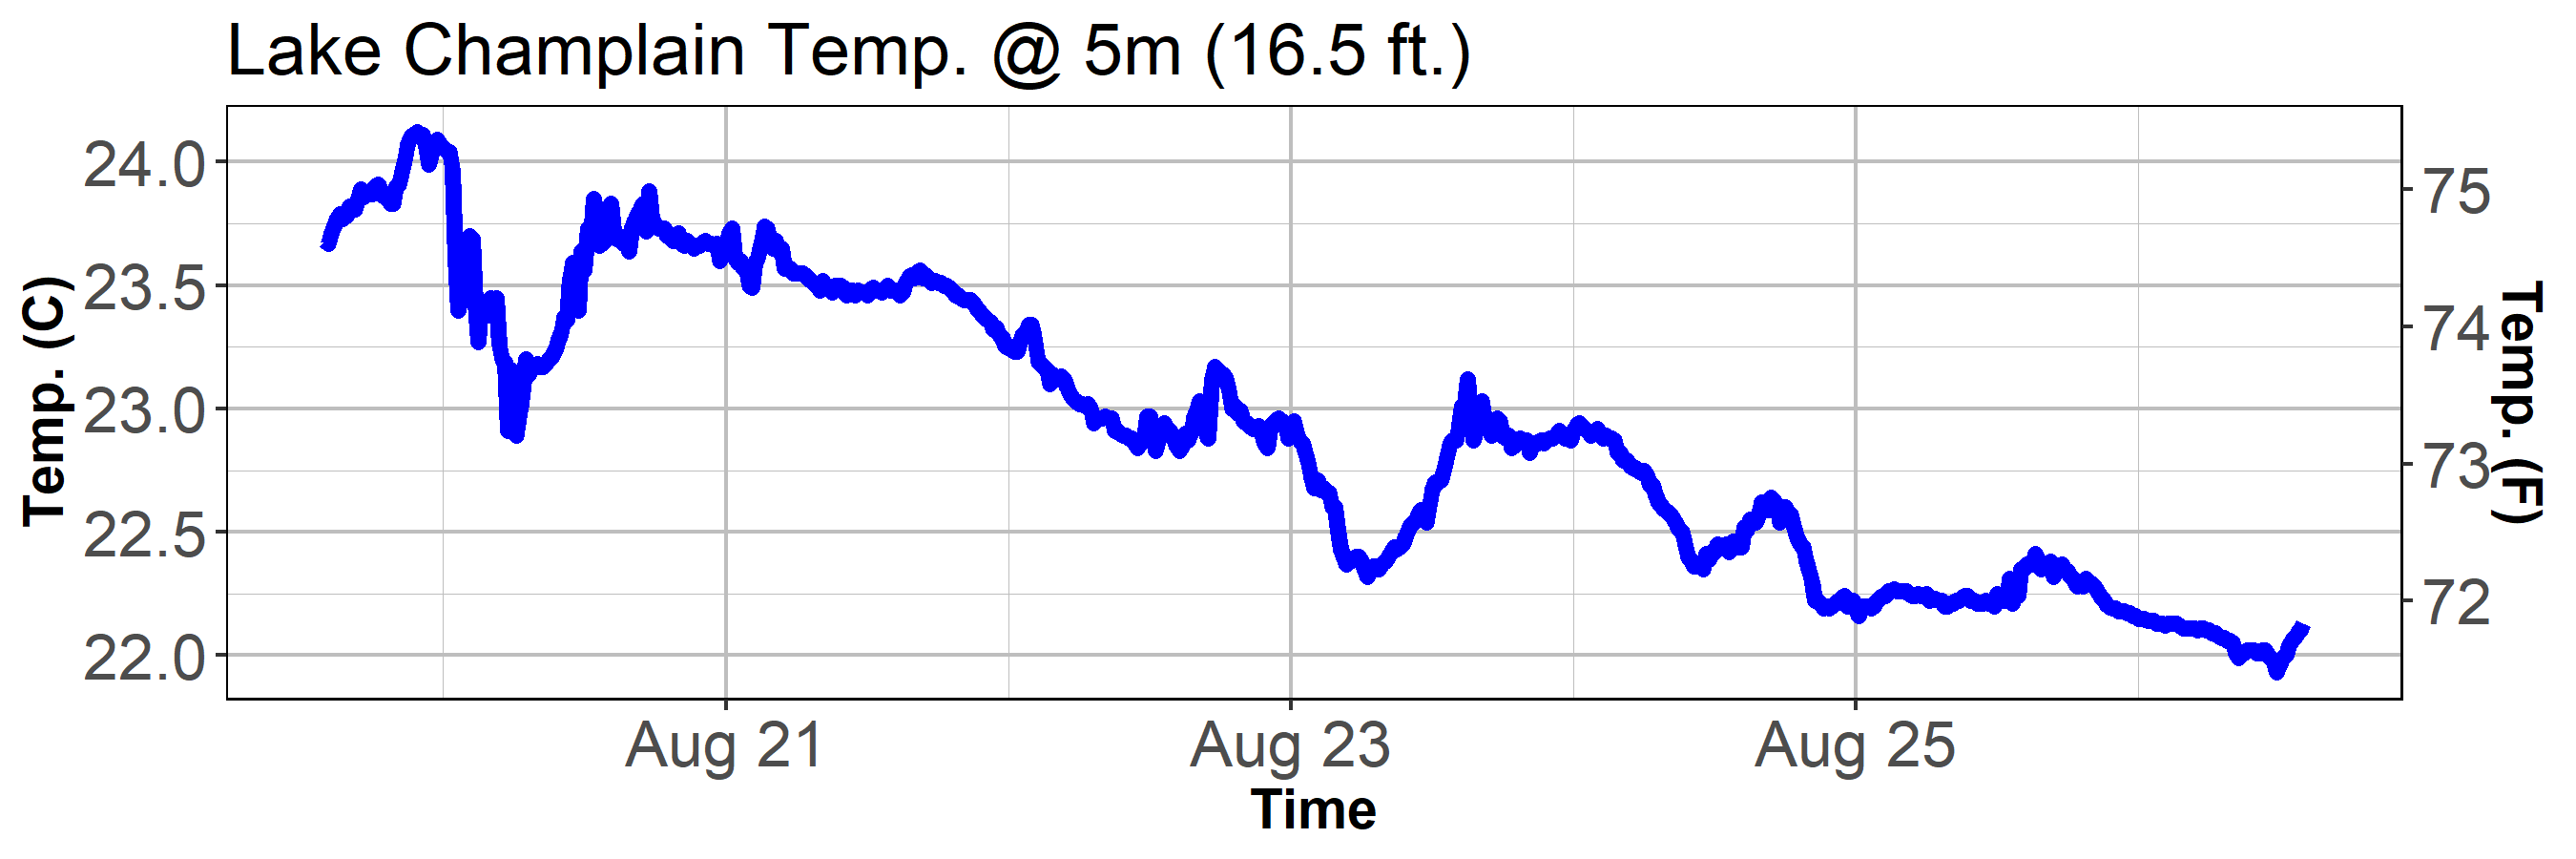 Lake Champlain Temp. @ 5m (16.5 ft.)
Temp. (C)
24.0
23.5
23.0
22.5
22.0
75
74
73
72
Temp. (F)
Aug 21
Aug 23
Aug 25
Time